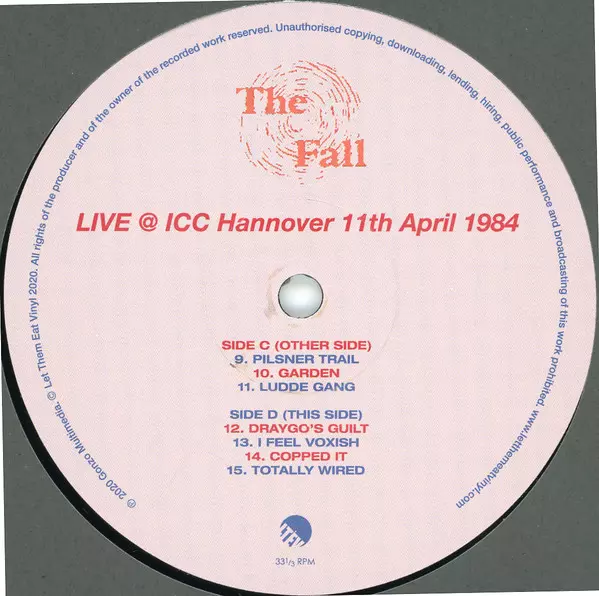 The
Fall
LIVE @ ICC Hannover 11th April 1984
SIDE C (OTHER SIDE)
9. PILSNER TRAIL
10. GARDEN
11. LUDDE GANG
SIDE D (THIS SIDE)
12. DRAYGO'S GUILT
13. I FEEL VOXISH
14. COPPED IT
15. TOTALLY WIRED
LTEV
33 1/3 RPM
℗ 2020 Gonzo Multimedia. © Let Them Eat Vinyl 2020. All rights of the producer and of the owner of the recorded work reserved. Unauthorised copying, downloading, lending, hiring, public performance and broadcasting of this work prohibited. www.letthemeatvinyl.com